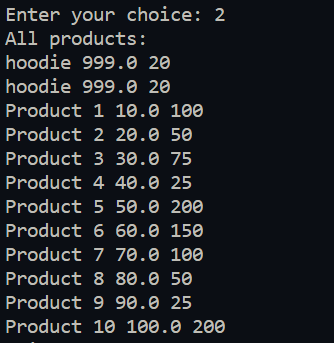 Enter your choice: 2
All products:
hoodie 999.0 20
hoodie 999.0 20
Product 1 10.0 100
Product 2 20.0 50
Product 3 30.0 75
Product 4 40.0 25
Product 5 50.0 200
Product 6 60.0 150
Product 7 70.0 100
Product 8 80.0 50
Product 9 90.0 25
Product 10 100.0 200